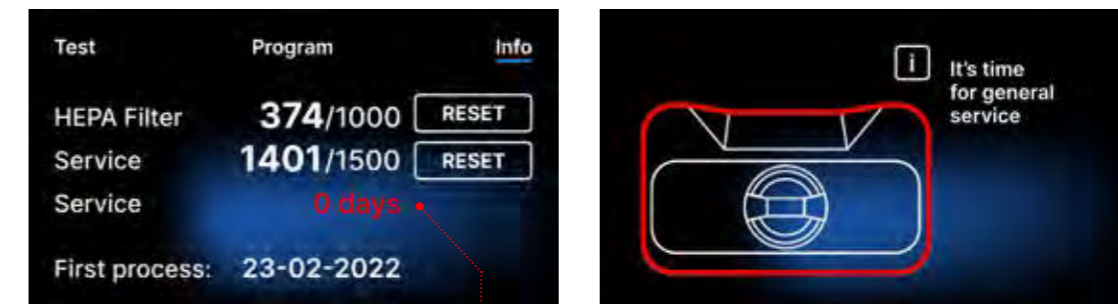 Test Program Info
HEPA Filter 374/1000 RESET
Service 1401/1500 RESET
Service 0 days
First process: 23-02-2022
i It's time
for general
service